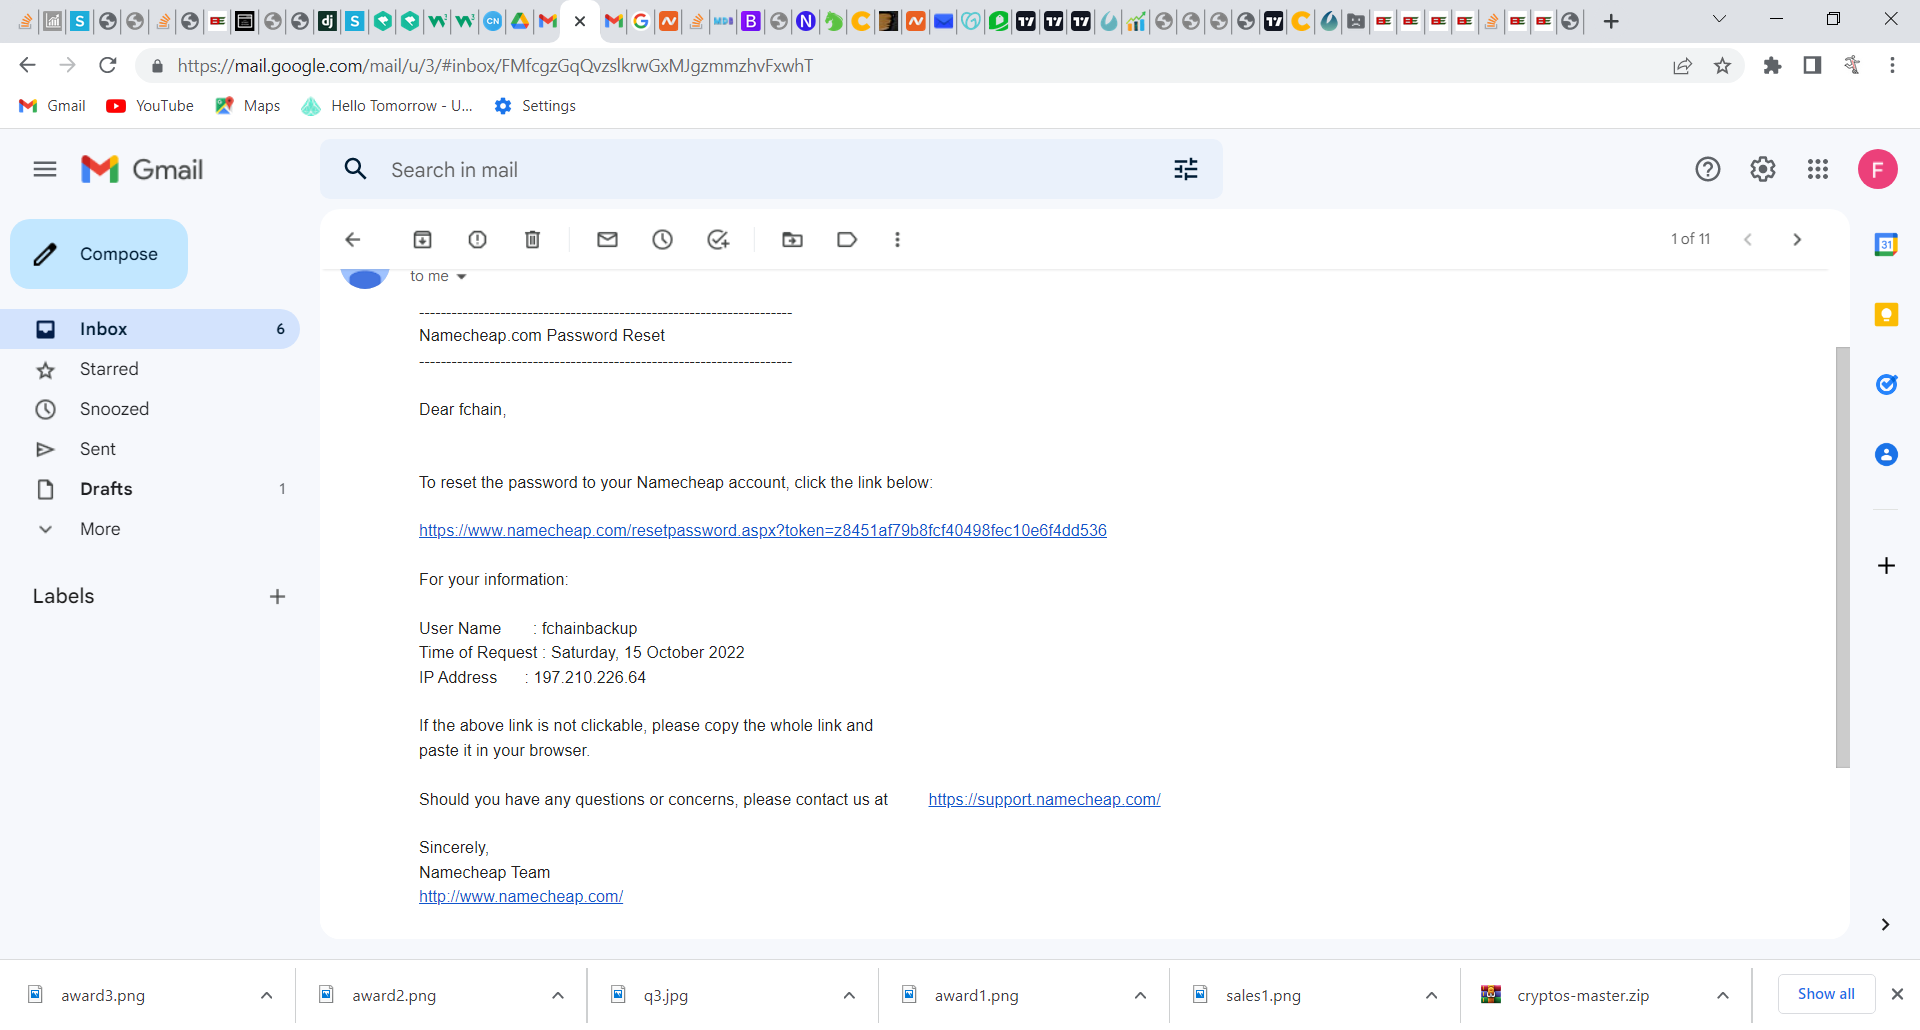 https://mail.google.com/mail/u/3/#inbox/FMfcgzGqQvzslkrwGxMJgzmmzhvFxwhT
Gmail
YouTube
Maps
Hello Tomorrow - U...
Settings
Gmail
Search in mail
F
Compose
1 of 11
31
to me
Inbox 6
Starred
Snoozed
Sent
Drafts 1
More
Labels
----------------------------------------------------------------------
Namecheap.com Password Reset
----------------------------------------------------------------------
Dear fchain,
To reset the password to your Namecheap account, click the link below:
https://www.namecheap.com/resetpassword.aspx?token=z8451af79b8fcf40498fec10e6f4dd536
For your information:
User Name : fchainbackup
Time of Request : Saturday, 15 October 2022
IP Address : 197.210.226.64
If the above link is not clickable, please copy the whole link and
paste it in your browser.
Should you have any questions or concerns, please contact us at https://support.namecheap.com/
Sincerely,
Namecheap Team
http://www.namecheap.com/
award3.png
award2.png
q3.jpg
award1.png
sales1.png
cryptos-master.zip
Show all